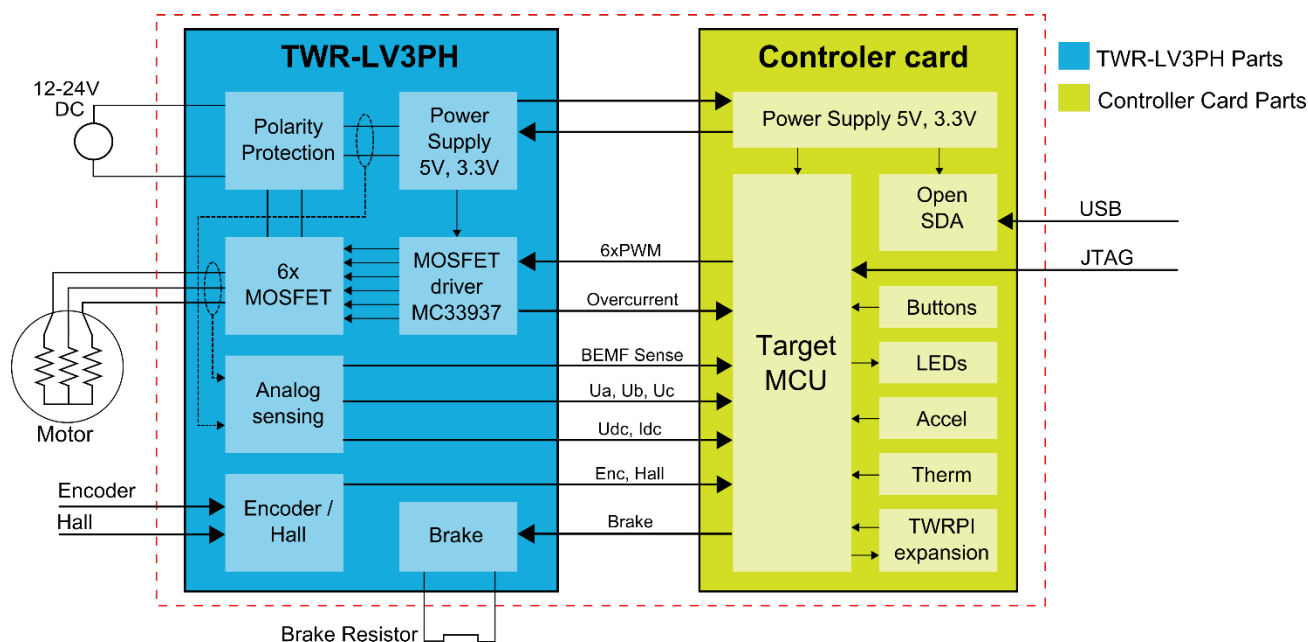 TWR-LV3PH
Controler card
TWR-LV3PH Parts
Controller Card Parts
12-24V
DC
Polarity
Protection
Power
Supply
5V, 3.3V
Power Supply 5V, 3.3V
Open
SDA
USB
JTAG
6x
MOSFET
MOSFET
driver
MC33937
6xPWM
Overcurrent
BEMF Sense
Ua, Ub, Uc
Udc, Idc
Enc, Hall
Brake
Target
MCU
Buttons
LEDs
Accel
Therm
TWRPI
expansion
Motor
Analog
sensing
Encoder
Hall
Encoder /
Hall
Brake
Brake Resistor